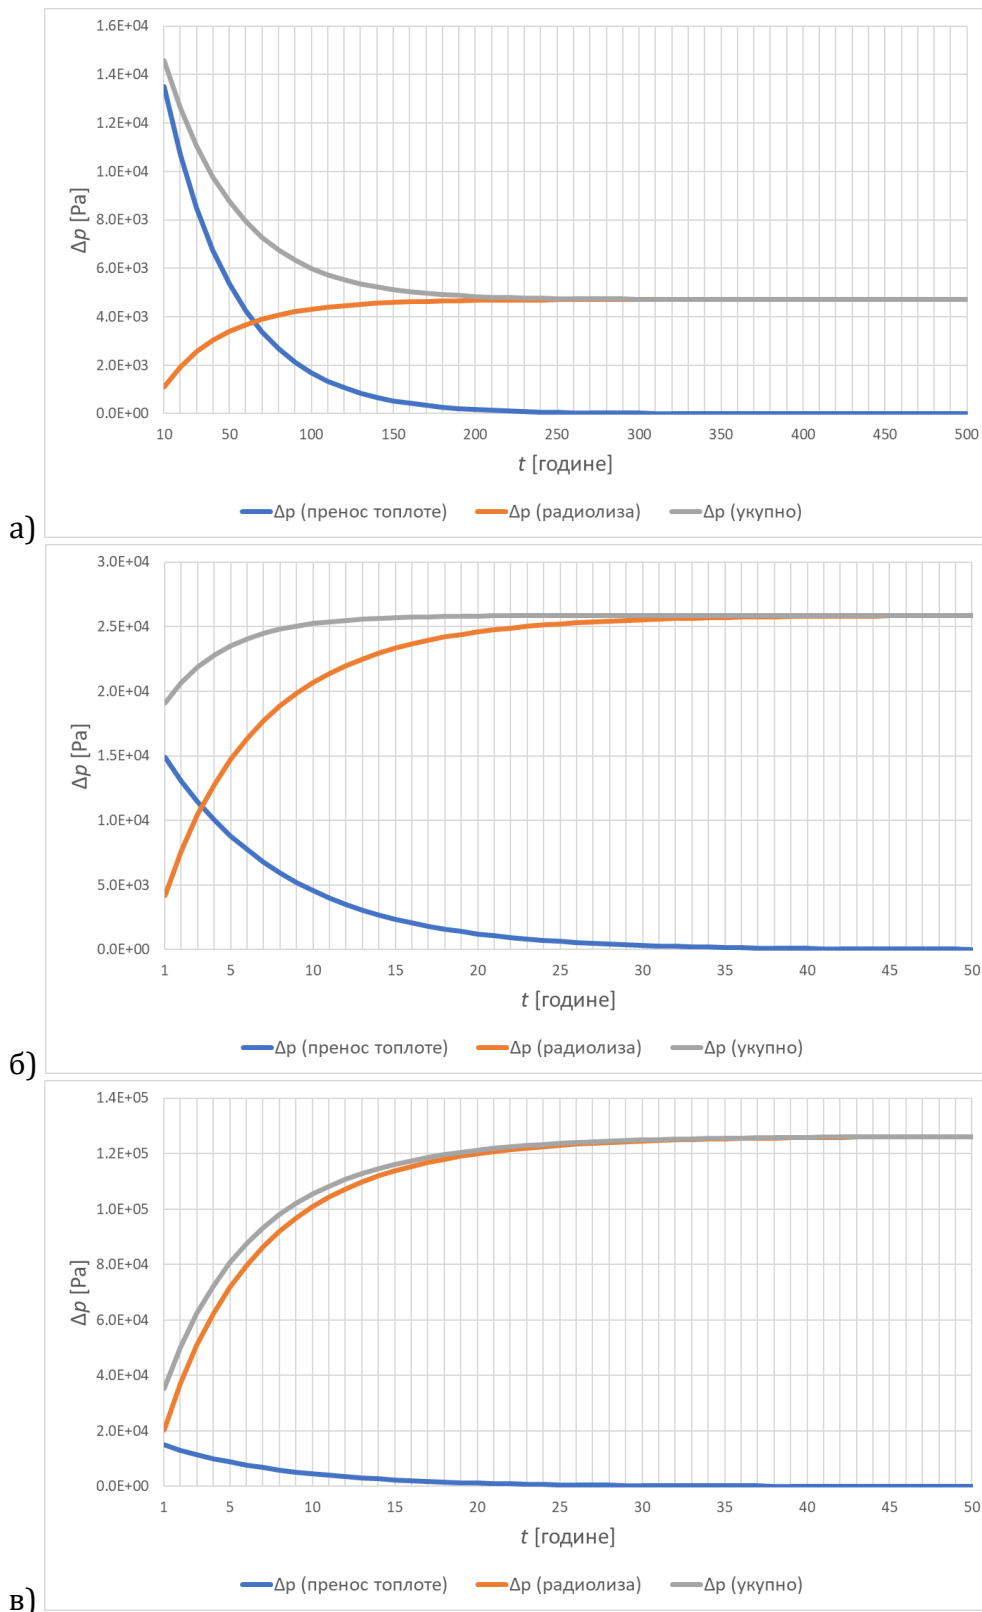 1.6E+04
1.4E+04
1.2E+04
1.0E+04
8.0E+03
6.0E+03
4.0E+03
2.0E+03
0.0E+00
Δp [Pa]
10 50 100 150 200 250 300 350 400 450 500
t [године]
Δp (пренос топлоте) Δp (радиолиза) Δp (укупно)
а)
3.0E+04
2.5E+04
2.0E+04
1.5E+04
1.0E+04
5.0E+03
0.0E+00
Δp [Pa]
1 5 10 15 20 25 30 35 40 45 50
t [године]
Δp (пренос топлоте) Δp (радиолиза) Δp (укупно)
б)
1.4E+05
1.2E+05
1.0E+05
8.0E+04
6.0E+04
4.0E+04
2.0E+04
0.0E+00
Δp [Pa]
1 5 10 15 20 25 30 35 40 45 50
t [године]
Δp (пренос топлоте) Δp (радиолиза) Δp (укупно)
в)